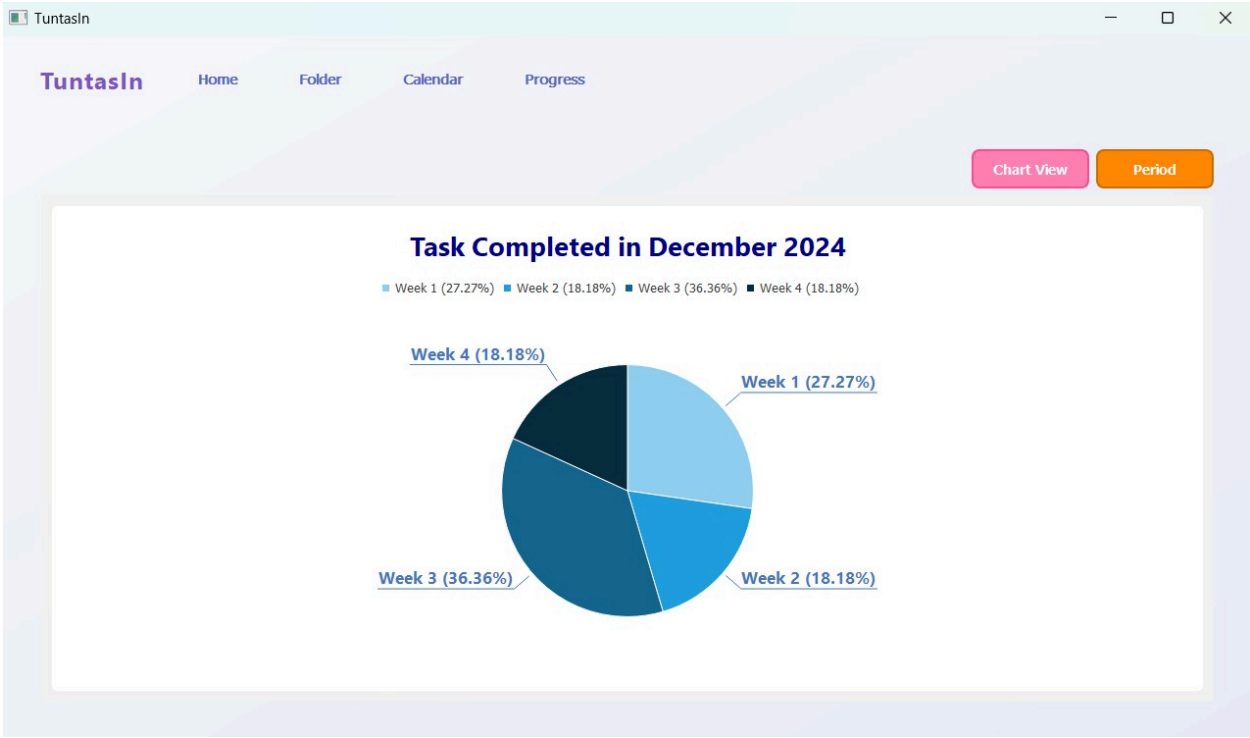 TuntasIn
TuntasIn Home Folder Calendar Progress
Chart View Period
Task Completed in December 2024
Week 1 (27.27%) Week 2 (18.18%) Week 3 (36.36%) Week 4 (18.18%)
Week 4 (18.18%)
Week 1 (27.27%)
Week 3 (36.36%)
Week 2 (18.18%)